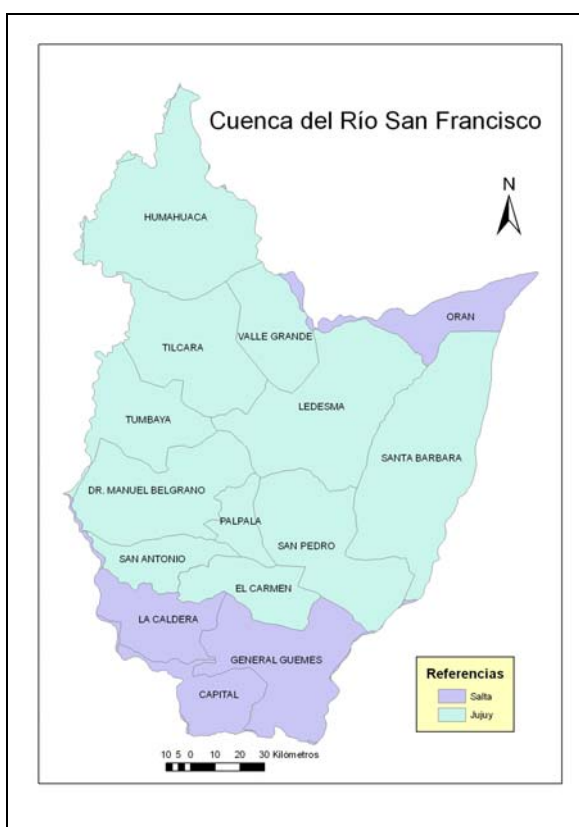 Cuenca del Río San Francisco
N
HUMAHUACA
ORAN
VALLE GRANDE
TILCARA
LEDESMA
TUMBAYA
SANTA BARBARA
DR. MANUEL BELGRANO
PALPALA
SAN PEDRO
SAN ANTONIO
EL CARMEN
LA CALDERA
GENERAL GUEMES
CAPITAL
Referencias
Salta
Jujuy
10 5 0 10 20 30 Kilómetros